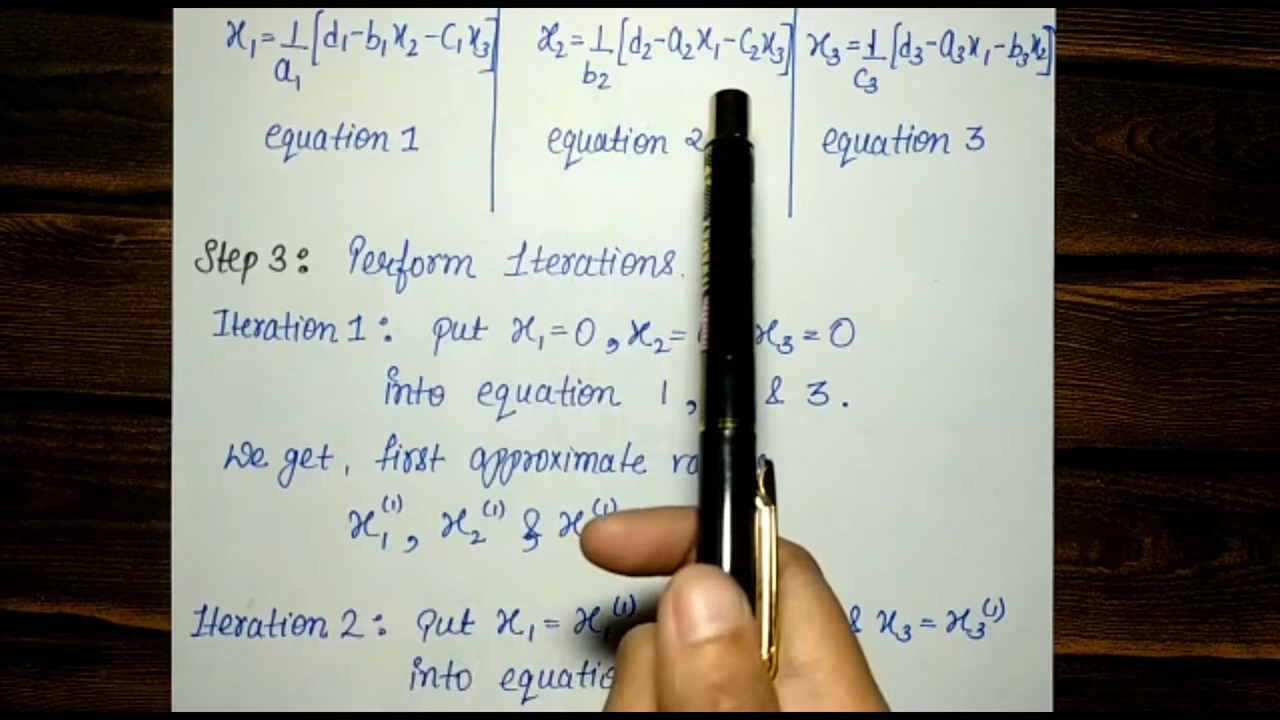 x₁ = 1/a₁ [d₁-b₁x₂-c₁x₃] x₂ = 1/b₂ [d₂-a₂x₁-c₂x₃] x₃ = 1/c₃ [d₃-a₃x₁-b₃x₂]
equation 1 equation 2 equation 3
Step 3: Perform Iterations.
Iteration 1: put x₁=0, x₂= x₃=0
into equation 1, & 3.
We get, first approximate
x₁⁽¹⁾, x₂⁽¹⁾ & x⁽¹⁾
Iteration 2: Put x₁ = x₁⁽¹⁾ & x₃ = x₃⁽¹⁾
into